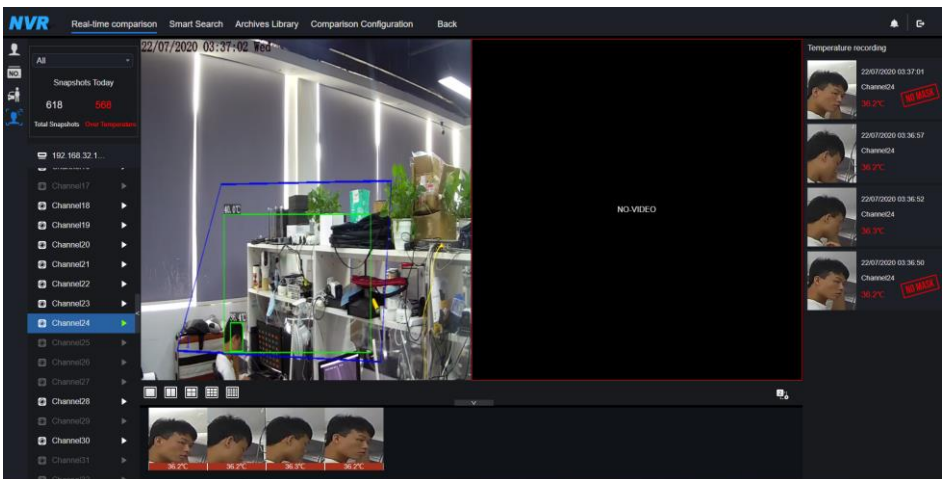 NVR Real-time comparison Smart Search Archives Library Comparison Configuration Back
All
Snapshots Today
618 568
Total Snapshots Over Temperature
192.168.32.1...
Channel17
Channel18
Channel19
Channel20
Channel21
Channel22
Channel23
Channel24
Channel25
Channel26
Channel27
Channel28
Channel29
Channel30
Channel31
NO.
22/07/2020 03:37:02 Wed
NO-VIDEO
36.2℃ 36.2℃ 36.3℃ 36.2℃
Temperature recording
22/07/2020 03:37:01
Channel24
36.2℃ NO MASK
22/07/2020 03:36:57
Channel24
36.2℃
22/07/2020 03:36:52
Channel24
36.3℃
22/07/2020 03:36:50
Channel24
36.2℃ NO MASK